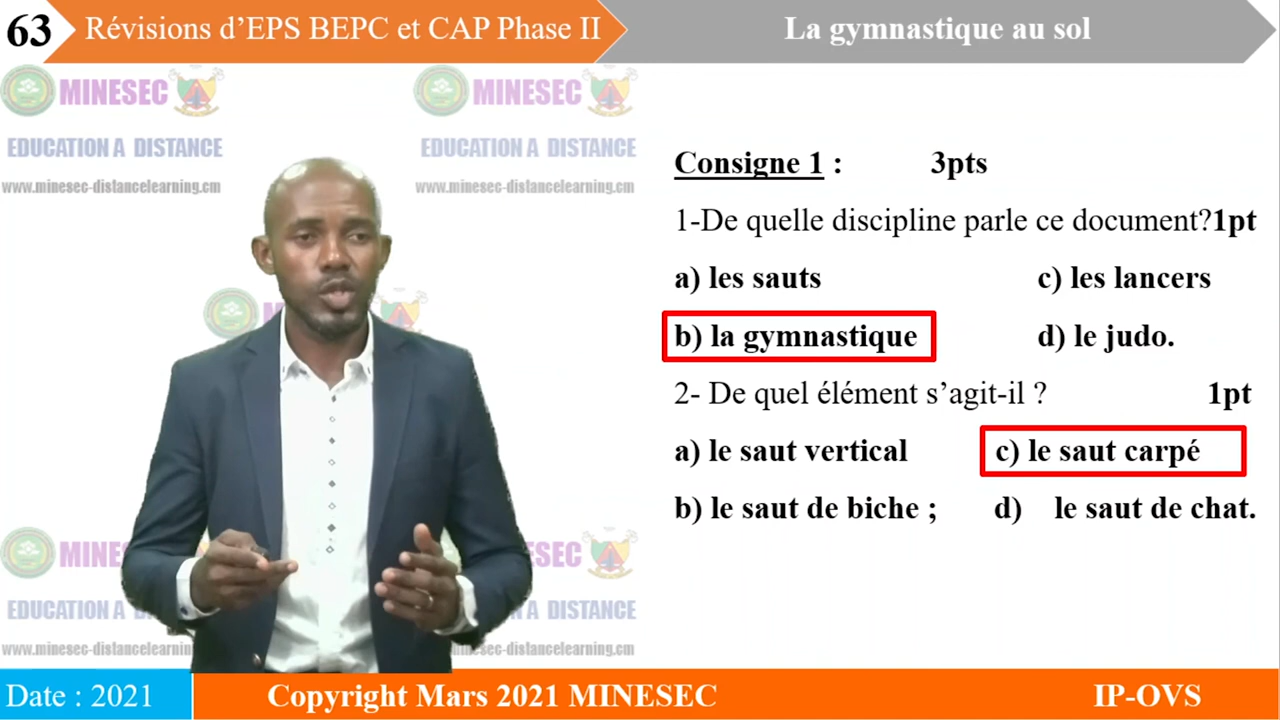 63 Révisions d’EPS BEPC et CAP Phase II La gymnastique au sol
MINESEC MINESEC
EDUCATION A DISTANCE EDUCATION A DISTANCE
www.minesec-distancelearning.cm www.minesec-distancelearning.cm
Consigne 1 : 3pts
1-De quelle discipline parle ce document?1pt
a) les sauts c) les lancers
b) la gymnastique d) le judo.
2- De quel élément s’agit-il ? 1pt
a) le saut vertical c) le saut carpé
b) le saut de biche ; d) le saut de chat.
EDUCATION A DISTANCE
Date : 2021 Copyright Mars 2021 MINESEC IP-OVS